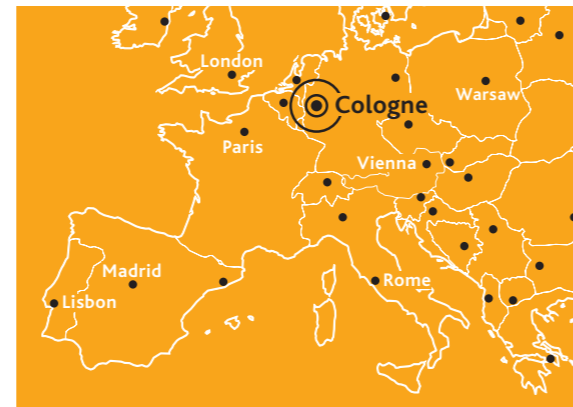 London
Cologne
Warsaw
Paris
Vienna
Madrid
Rome
Lisbon